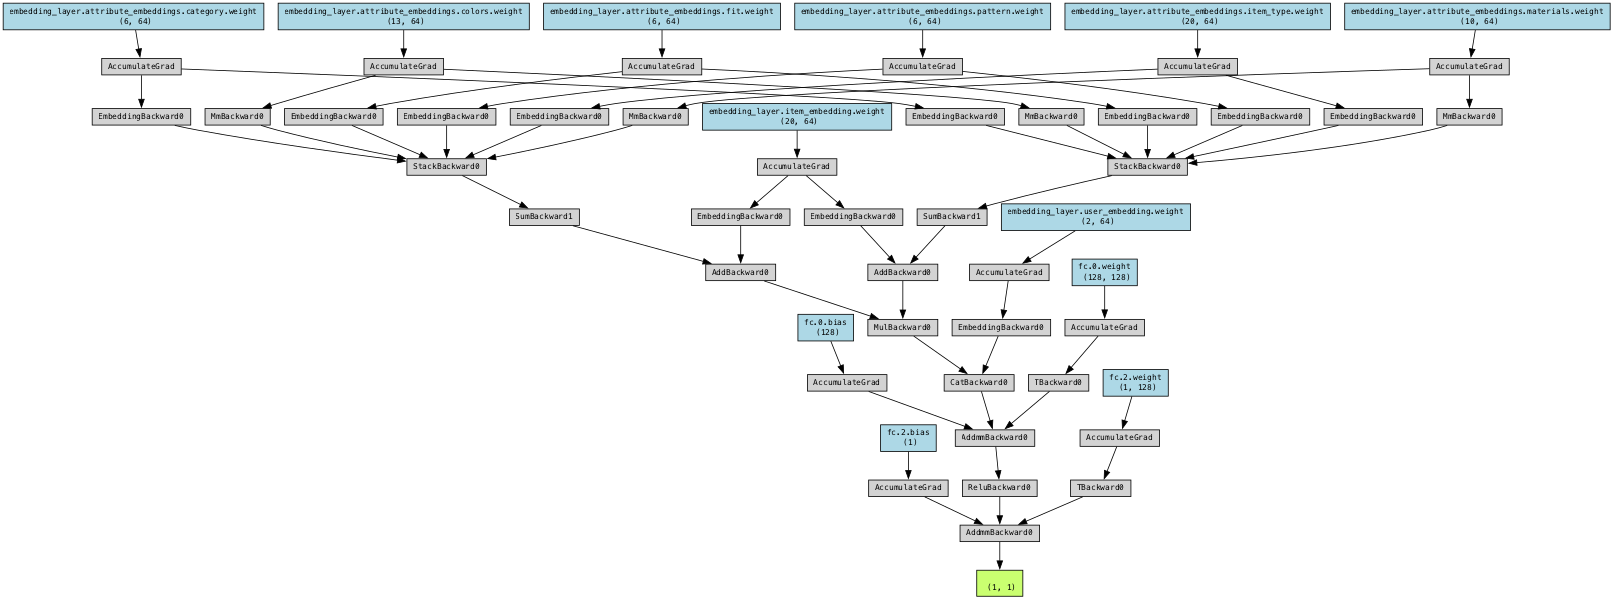 embedding_layer.attribute_embeddings.category.weight
(6, 64)
embedding_layer.attribute_embeddings.colors.weight
(13, 64)
embedding_layer.attribute_embeddings.fit.weight
(6, 64)
embedding_layer.attribute_embeddings.pattern.weight
(6, 64)
embedding_layer.attribute_embeddings.item_type.weight
(20, 64)
embedding_layer.attribute_embeddings.materials.weight
(10, 64)
AccumulateGrad
AccumulateGrad
AccumulateGrad
AccumulateGrad
AccumulateGrad
AccumulateGrad
EmbeddingBackward0
MmBackward0
EmbeddingBackward0
EmbeddingBackward0
EmbeddingBackward0
MmBackward0
embedding_layer.item_embedding.weight
(20, 64)
EmbeddingBackward0
MmBackward0
EmbeddingBackward0
EmbeddingBackward0
EmbeddingBackward0
MmBackward0
StackBackward0
AccumulateGrad
StackBackward0
SumBackward1
EmbeddingBackward0
EmbeddingBackward0
SumBackward1
embedding_layer.user_embedding.weight
(2, 64)
AddBackward0
AddBackward0
AccumulateGrad
fc.0.weight
(128, 128)
fc.0.bias
(128)
MulBackward0
EmbeddingBackward0
AccumulateGrad
AccumulateGrad
CatBackward0
TBackward0
fc.2.weight
(1, 128)
fc.2.bias
(1)
AddmmBackward0
AccumulateGrad
AccumulateGrad
ReluBackward0
TBackward0
AddmmBackward0
(1, 1)